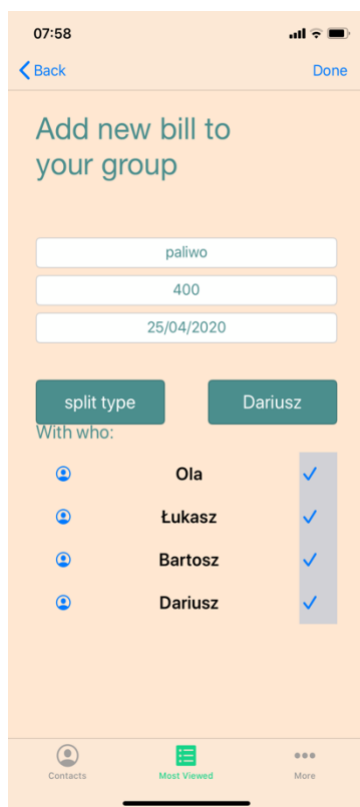 07:58
Back
Done
Add new bill to
your group
paliwo
400
25/04/2020
split type
Dariusz
With who:
Ola
Łukasz
Bartosz
Dariusz
Contacts
Most Viewed
More